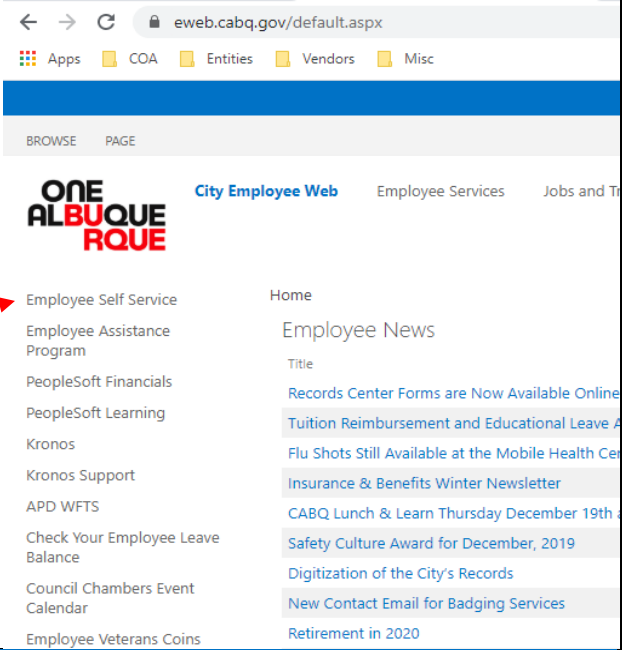 eweb.cabq.gov/default.aspx
Apps COA Entities Vendors Misc
BROWSE PAGE
ONE
ALBUQUE
RQUE
City Employee Web Employee Services Jobs and
Employee Self Service
Employee Assistance
Program
PeopleSoft Financials
PeopleSoft Learning
Kronos
Kronos Support
APD WFTS
Check Your Employee Leave
Balance
Council Chambers Event
Calendar
Employee Veterans Coins
Home
Employee News
Title
Records Center Forms are Now Available Online
Tuition Reimbursement and Educational Leave
Flu Shots Still Available at the Mobile Health
Insurance & Benefits Winter Newsletter
CABQ Lunch & Learn Thursday December 19th
Safety Culture Award for December, 2019
Digitization of the City's Records
New Contact Email for Badging Services
Retirement in 2020